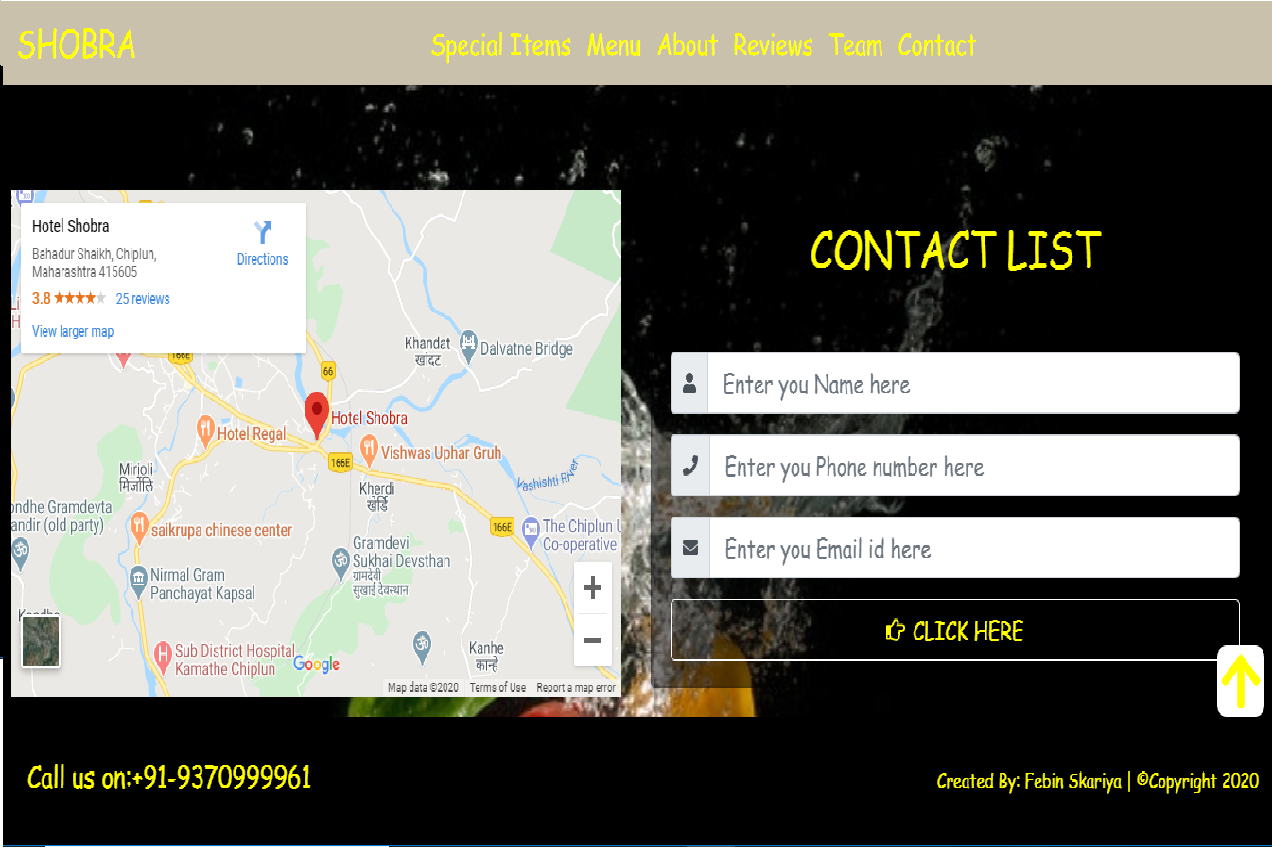 SHOBRA
Special Items Menu About Reviews Team Contact
Hotel Shobra
Bahadur Shaikh, Chiplun,
Maharashtra 415605
Directions
3.8 25 reviews
View larger map
CONTACT LIST
166E
66
Khandat
खांदट
Dalvatne Bridge
Hotel Shobra
Hotel Regal
Vishwas Uphar Gruh
166E
Mirjoli
मिर्जोली
Kherdi
खेर्डि
Vashishti River
Gramdevta
(old party)
saikrupa chinese center
166E
The Chiplun
Co-operative
Gramdevi
Sukhai Devsthan
ग्रामदेवी
सुखाई देवस्थान
Nirmal Gram
Panchayat Kapsal
Sub District Hospital
Kamathe Chiplun
Google
Kanhe
कान्हे
Map data ©2020 Terms of Use Report a map error
Enter you Name here
Enter you Phone number here
Enter you Email id here
CLICK HERE
Call us on:+91-9370999961
Created By: Febin Skariya | ©Copyright 2020